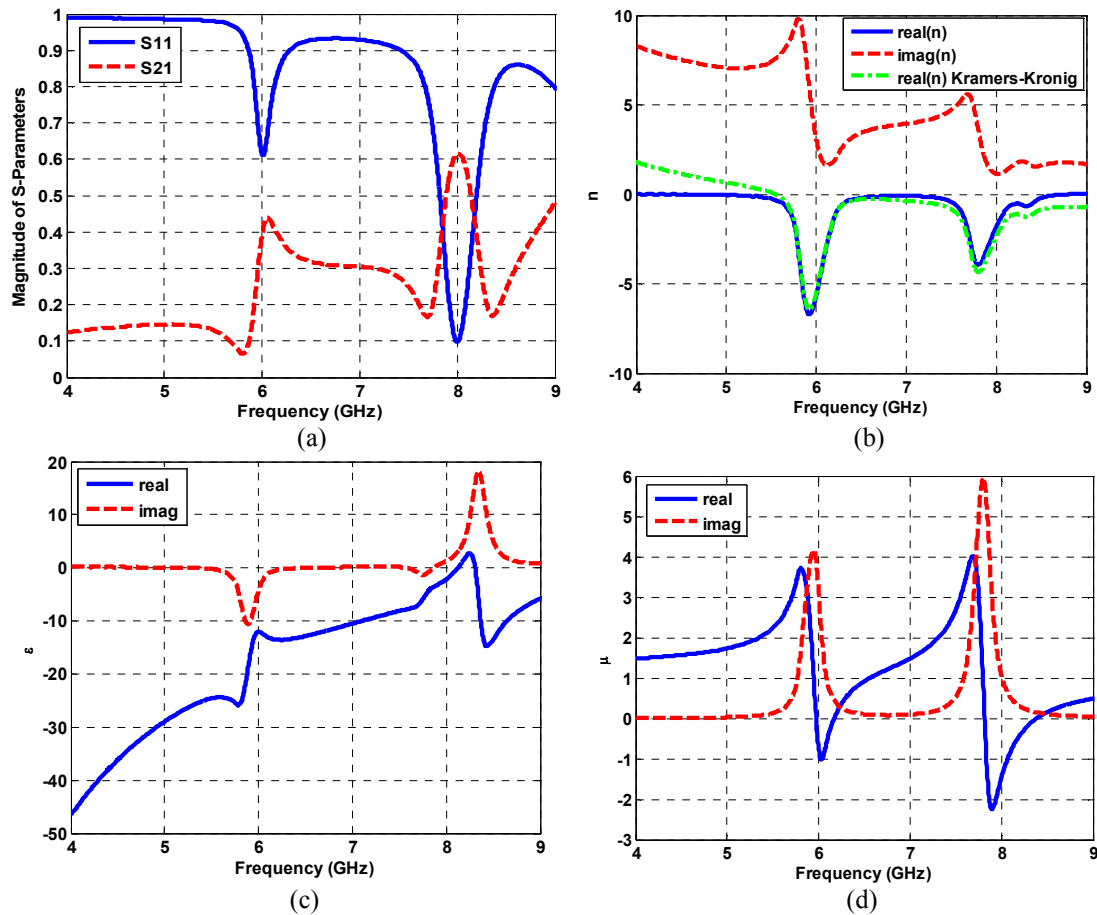 1
0.9
0.8
0.7
0.6
0.5
0.4
0.3
0.2
0.1
0
Magnitude of S-Parameters
S11
S21
4 5 6 7 8 9
Frequency (GHz)
(a)
10
5
0
-5
-10
n
real(n)
imag(n)
real(n) Kramers-Kronig
4 5 6 7 8 9
Frequency (GHz)
(b)
20
10
0
-10
-20
-30
-40
-50
ε
real
imag
4 5 6 7 8 9
Frequency (GHz)
(c)
6
5
4
3
2
1
0
-1
-2
-3
μ
real
imag
4 5 6 7 8 9
Frequency (GHz)
(d)